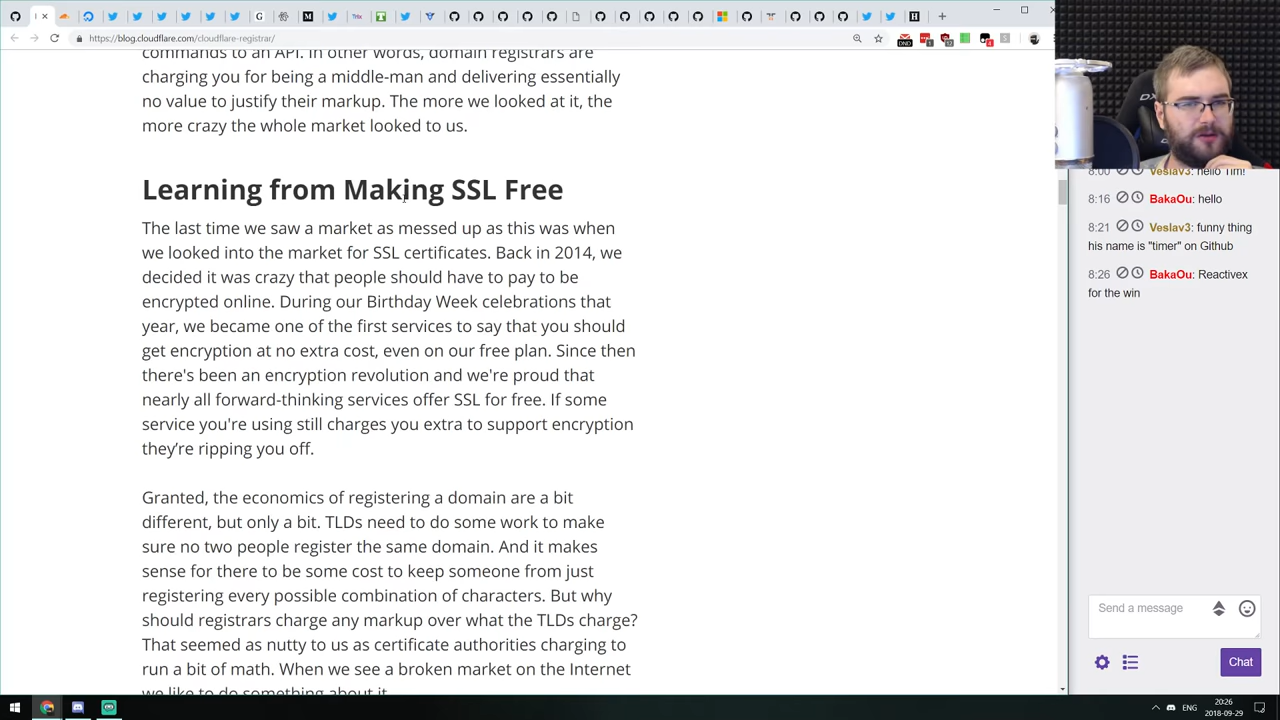 https://blog.cloudflare.com/cloudflare-registrar/
commands to an API. In our words, domain registrars are
charging you for being a middle-man and delivering essentially
no value to justify their markup. The more we looked at it, the
more crazy the whole market looked to us.
Learning from Making SSL Free
The last time we saw a market as messed up as this was when
we looked into the market for SSL certificates. Back in 2014, we
decided it was crazy that people should have to pay to be
encrypted online. During our Birthday Week celebrations that
year, we became one of the first services to say that you should
get encryption at no extra cost, even on our free plan. Since then
there's been an encryption revolution and we're proud that
nearly all forward-thinking services offer SSL for free. If some
service you're using still charges you extra to support encryption
they’re ripping you off.
Granted, the economics of registering a domain are a bit
different, but only a bit. TLDs need to do some work to make
sure no two people register the same domain. And it makes
sense for there to be some cost to keep someone from just
registering every possible combination of characters. But why
should registrars charge any markup over what the TLDs charge?
That seemed as nutty to us as certificate authorities charging to
run a bit of math. When we see a broken market on the Internet
we like to do something about it.
8:00 Veslav3: hello Tim!
8:16 BakaOu: hello
8:21 Veslav3: funny thing
his name is "timer" on Github
8:26 BakaOu: Reactivex
for the win
Send a message
Chat
ENG
20:26
2018-09-29